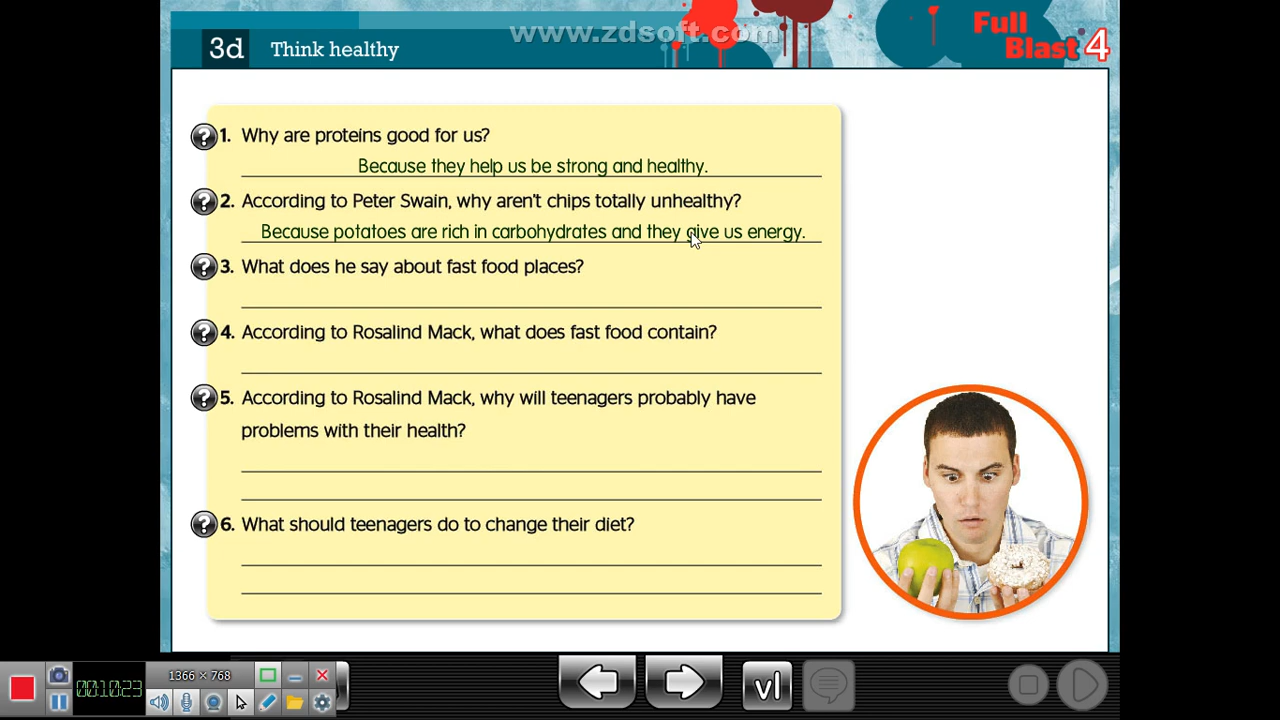 www.zdsoft.com
Full
Blast 4
3d Think healthy
? 1. Why are proteins good for us?
Because they help us be strong and healthy.
? 2. According to Peter Swain, why aren't chips totally unhealthy?
Because potatoes are rich in carbohydrates and they give us energy.
? 3. What does he say about fast food places?
? 4. According to Rosalind Mack, what does fast food contain?
? 5. According to Rosalind Mack, why will teenagers probably have
problems with their health?
? 6. What should teenagers do to change their diet?
1366 × 768
00:10:23
vl